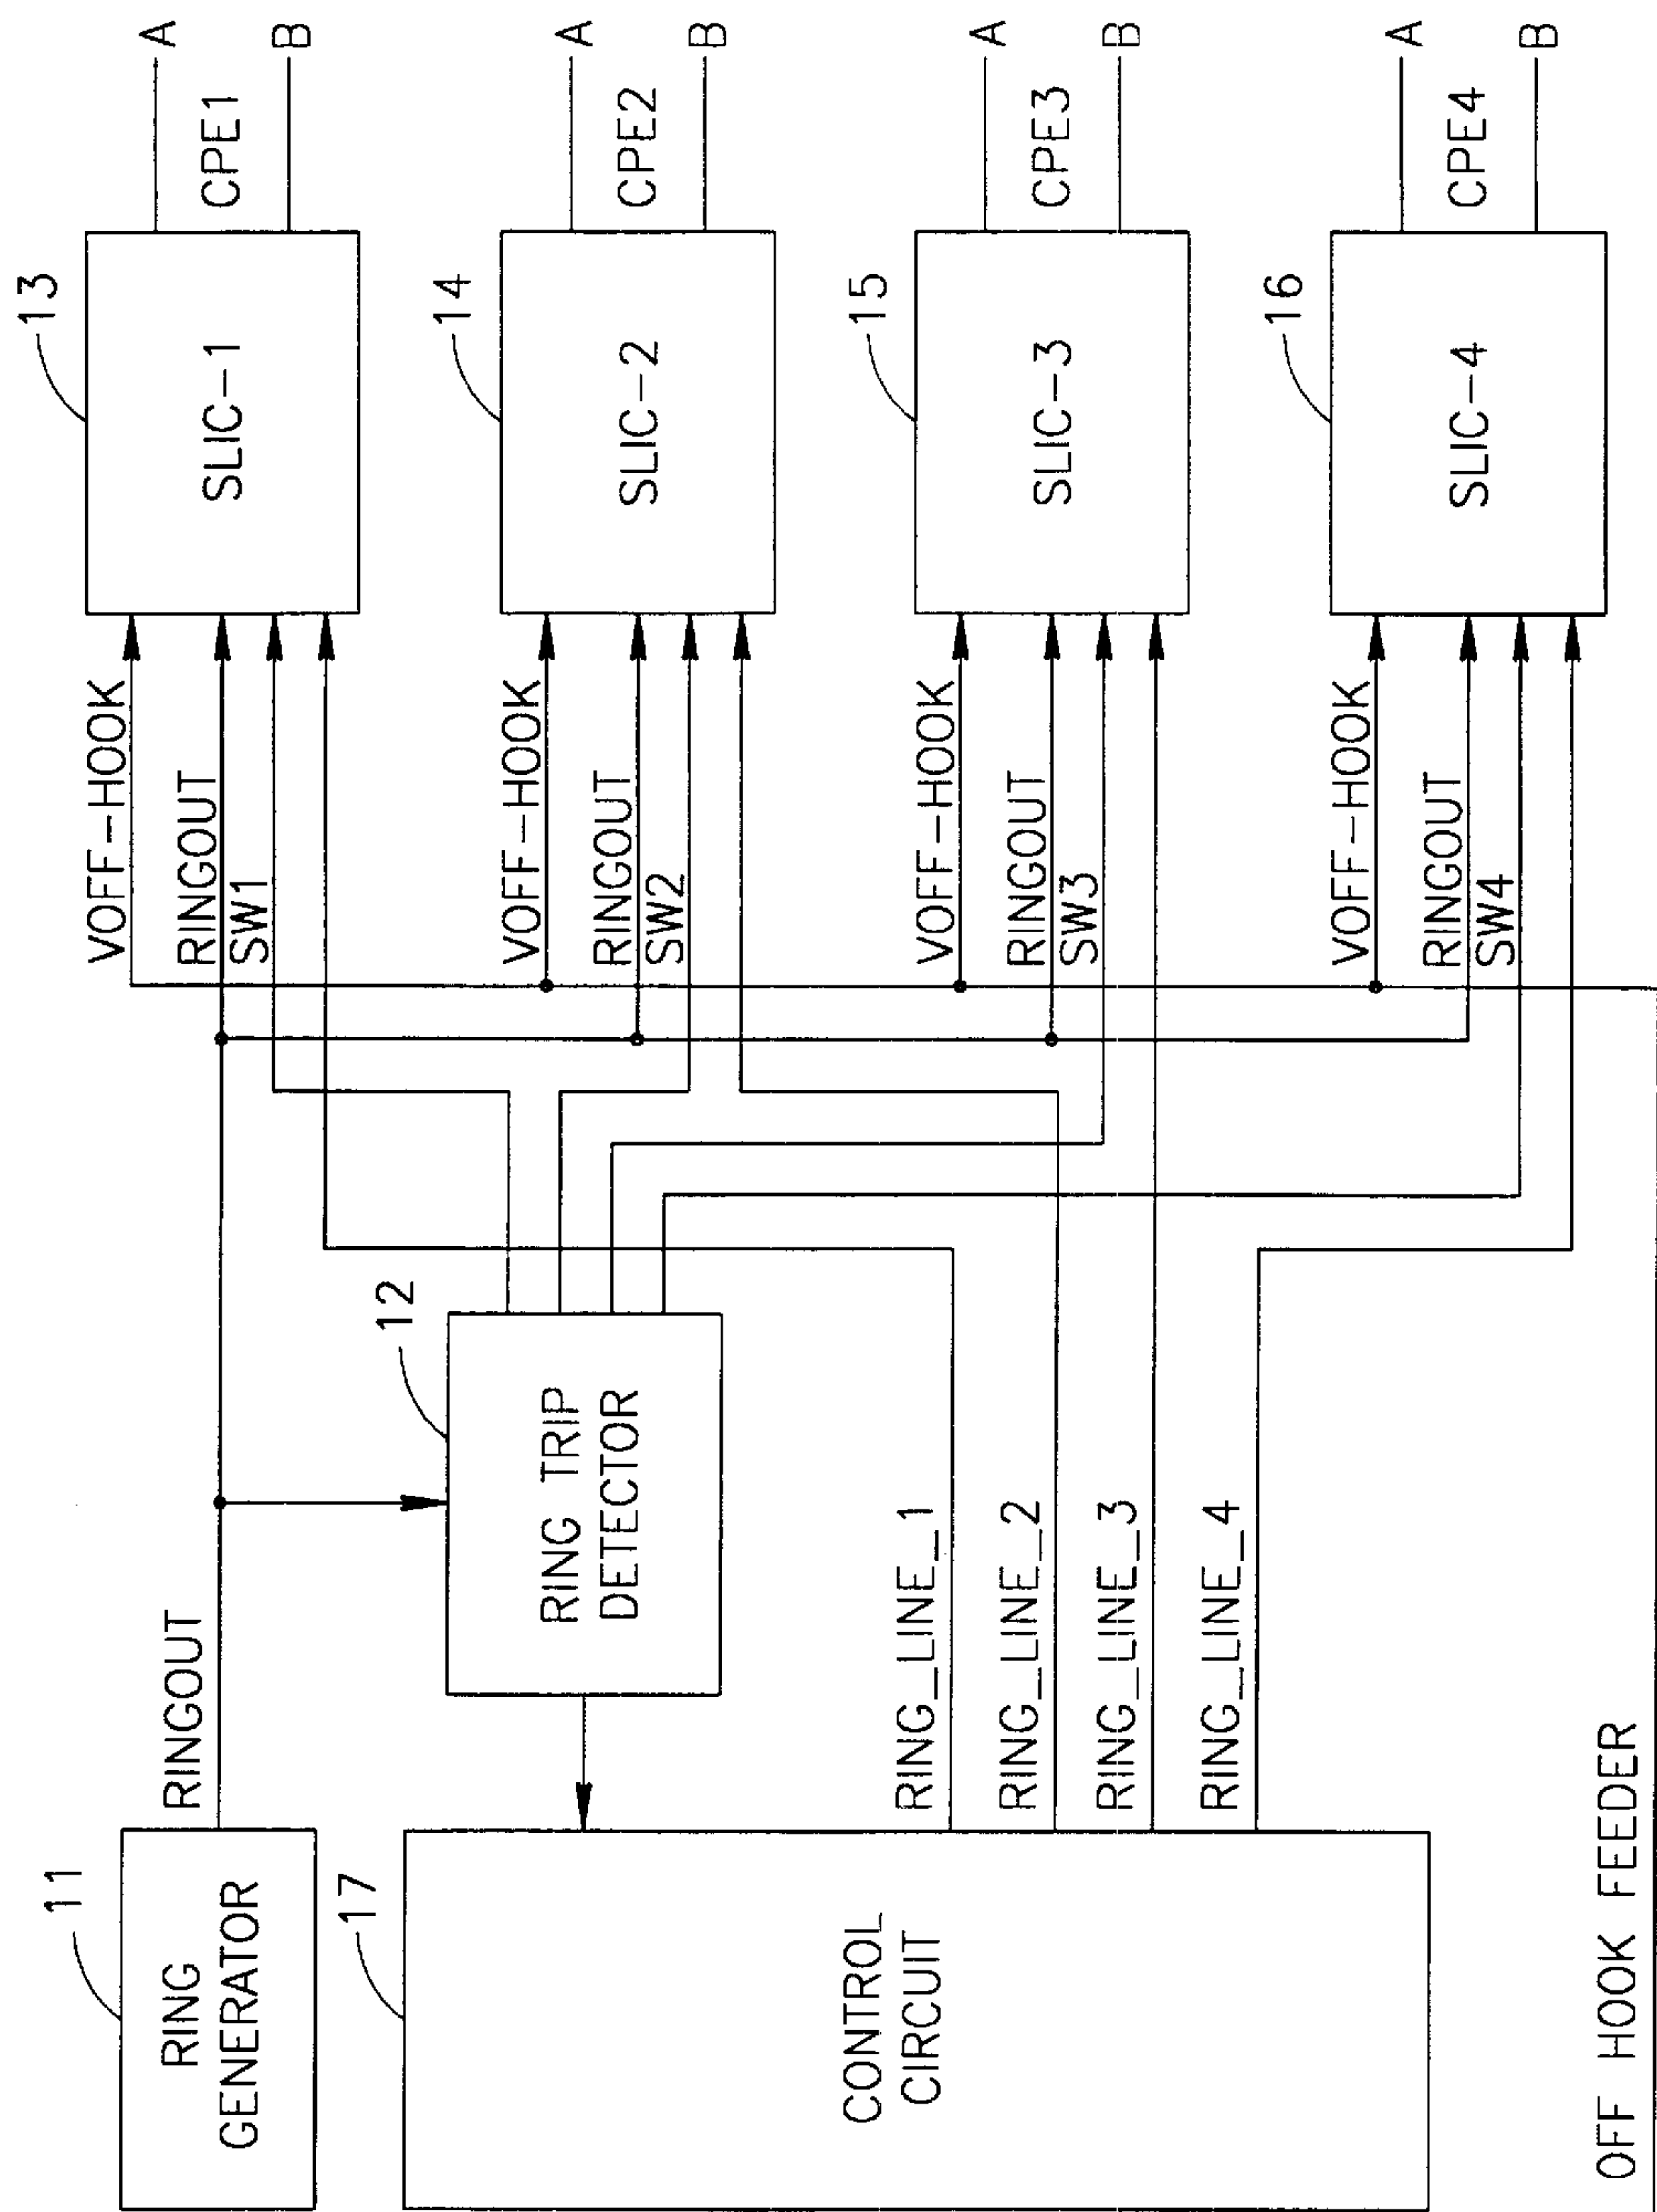 11
RING
GENERATOR
RINGOUT
17
CONTROL
CIRCUIT
12
RING TRIP
DETECTOR
RING_LINE_1
RING_LINE_2
RING_LINE_3
RING_LINE_4
OFF HOOK FEEDER
VOFF-HOOK
RINGOUT
SW1
13
SLIC-1
A
CPE1
B
VOFF-HOOK
RINGOUT
SW2
14
SLIC-2
A
CPE2
B
VOFF-HOOK
RINGOUT
SW3
15
SLIC-3
A
CPE3
B
VOFF-HOOK
RINGOUT
SW4
16
SLIC-4
A
CPE4
B